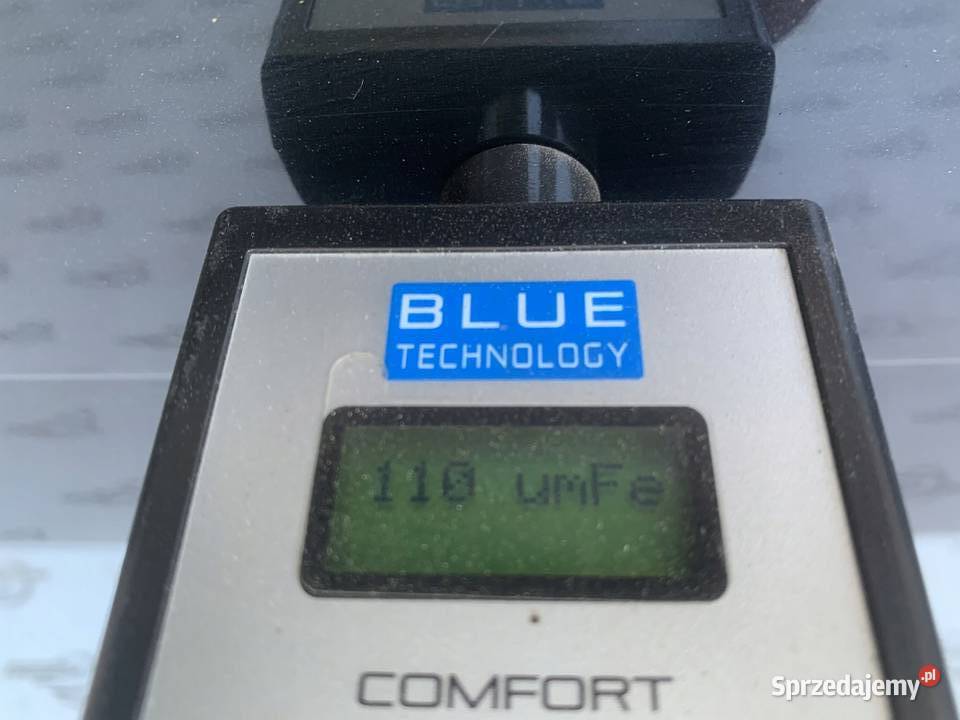 BLUE
TECHNOLOGY
110 umFe
COMFORT
Sprzedajemy.pl